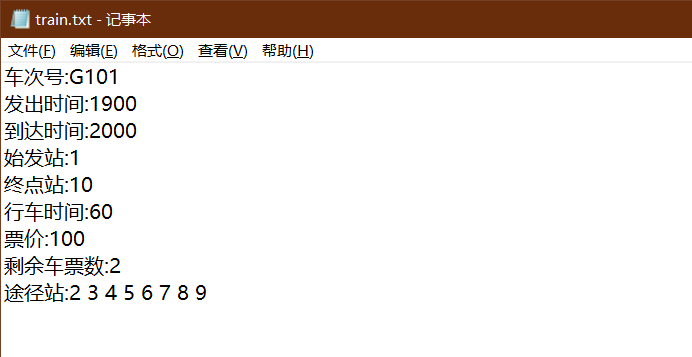 train.txt - 记事本
文件(F) 编辑(E) 格式(O) 查看(V) 帮助(H)
车次号:G101
发出时间:1900
到达时间:2000
始发站:1
终点站:10
行车时间:60
票价:100
剩余车票数:2
途径站:2 3 4 5 6 7 8 9